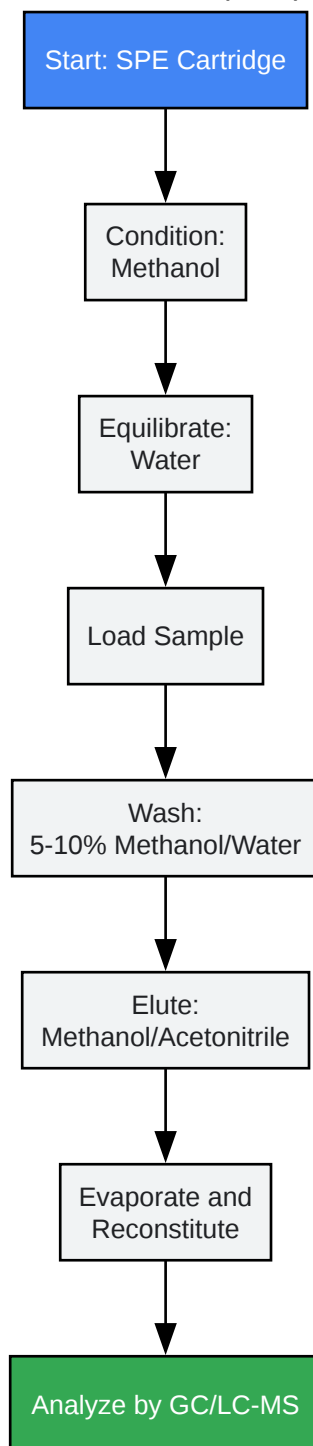 Start: SPE Cartridge
Condition:
Methanol
Equilibrate:
Water
Load Sample
Wash:
5-10% Methanol/Water
Elute:
Methanol/Acetonitrile
Evaporate and
Reconstitute
Analyze by GC/LC-MS